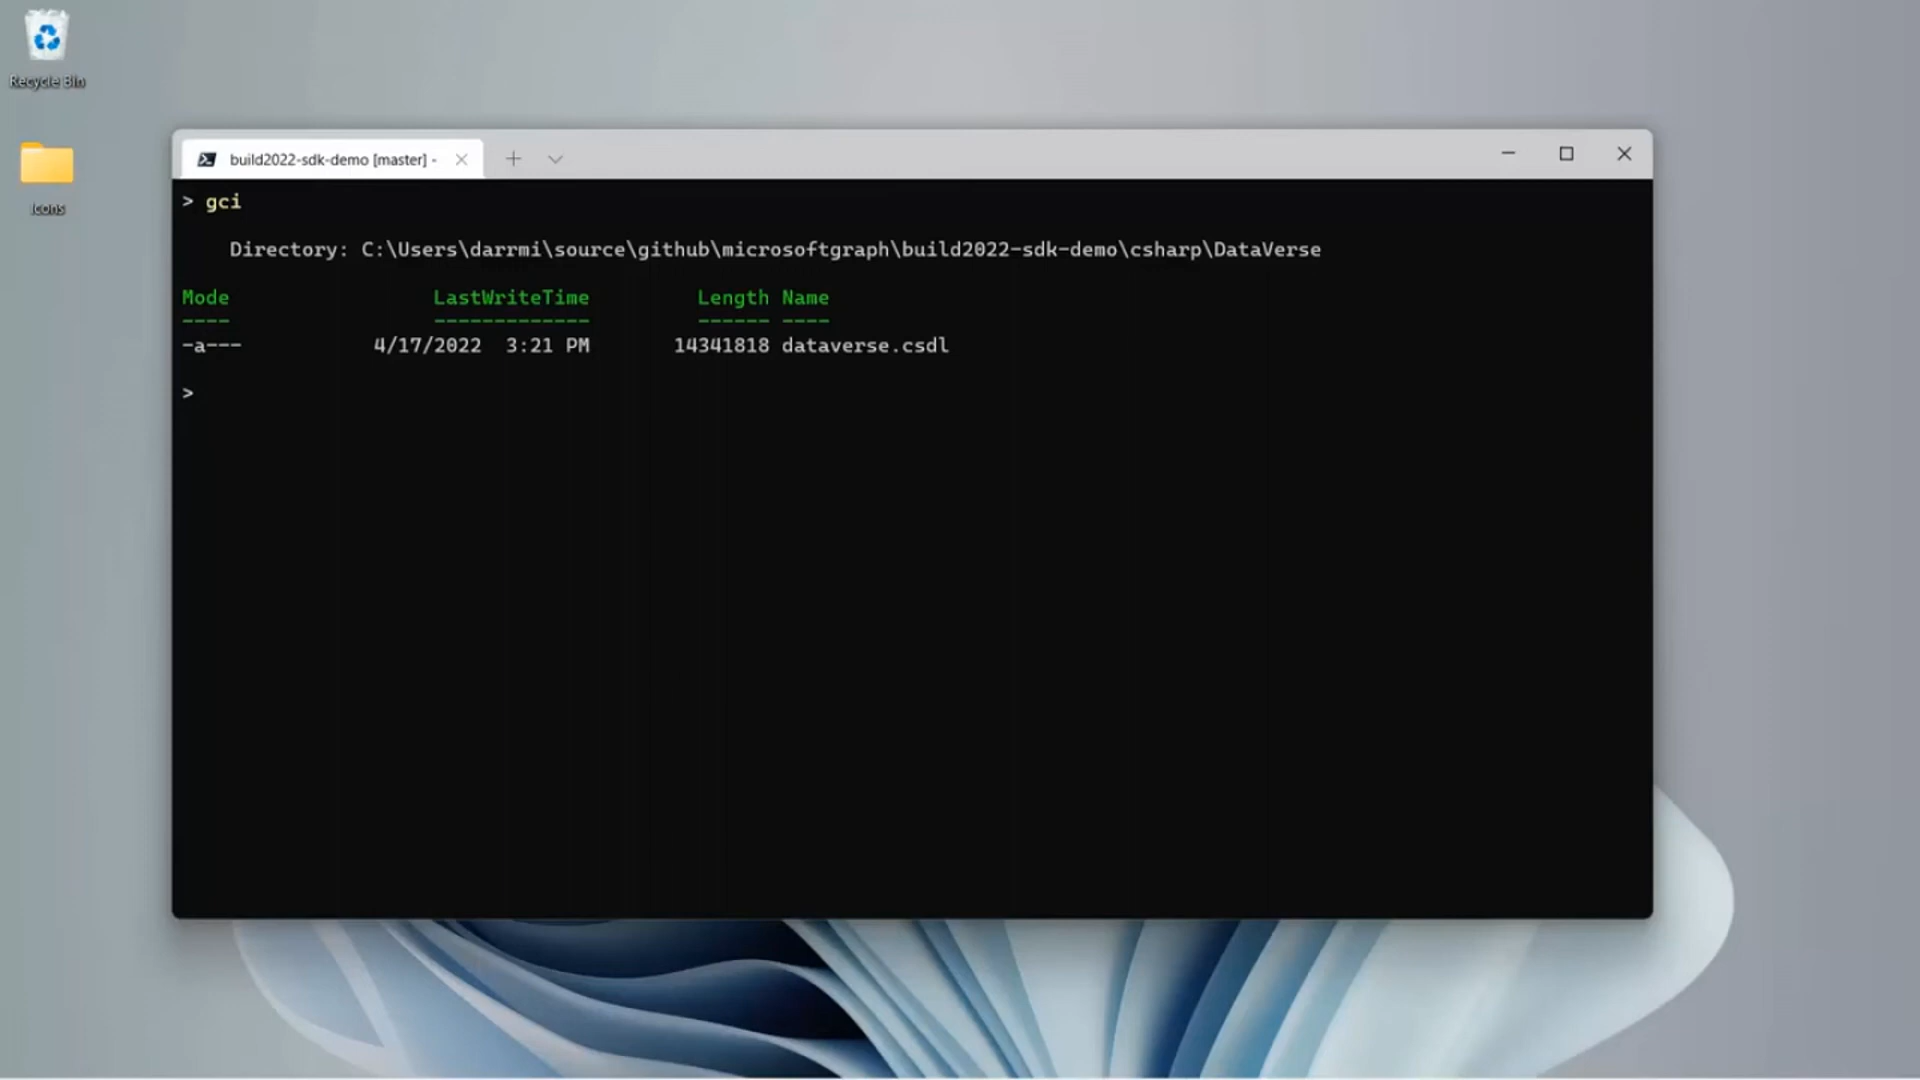 Recycle Bin
Icons
build2022-sdk-demo [master] -
> gci
Directory: C:\Users\darrmi\source\github\microsoftgraph\build2022-sdk-demo\csharp\DataVerse
Mode LastWriteTime Length Name
---- ------------- ------ ----
-a--- 4/17/2022 3:21 PM 14341818 dataverse.csdl
>